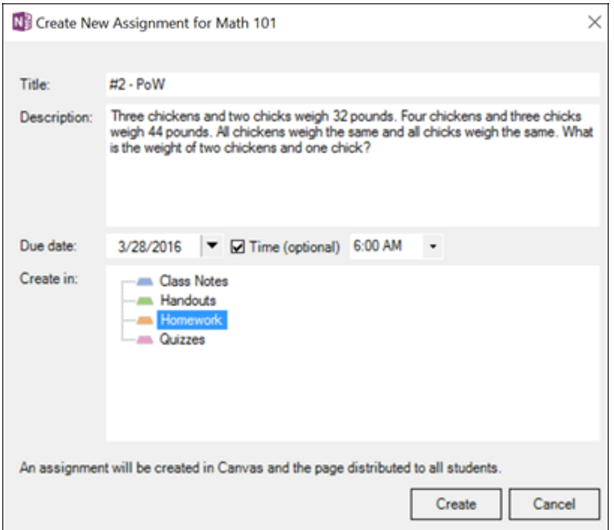 Create New Assignment for Math 101
Title: #2 - PoW
Description: Three chickens and two chicks weigh 32 pounds. Four chickens and three chicks
weigh 44 pounds. All chickens weigh the same and all chicks weigh the same. What
is the weight of two chickens and one chick?
Due date: 3/28/2016 Time (optional) 6:00 AM
Create in: Class Notes
Handouts
Homework
Quizzes
An assignment will be created in Canvas and the page distributed to all students.
Create Cancel